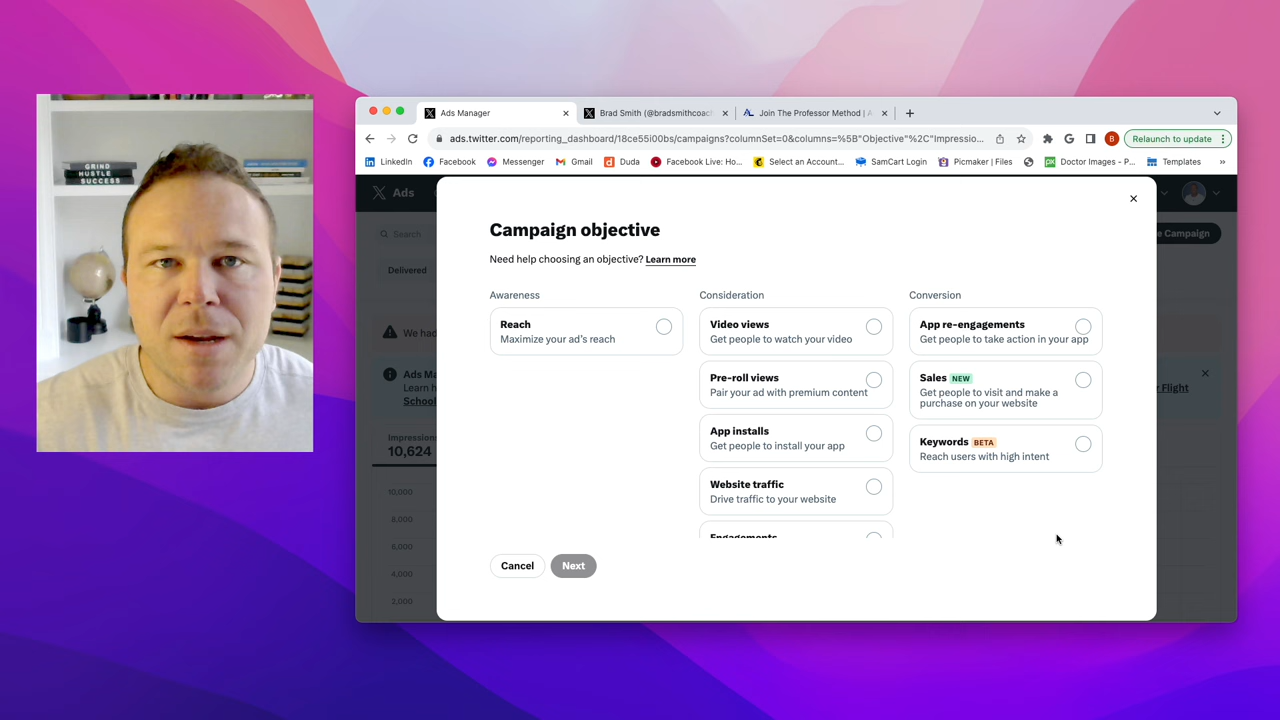 GRIND
HUSTLE
SUCCESS
Ads Manager
Brad Smith (@bradsmithcoac
Join The Professor Method | A
ads.twitter.com/reporting_dashboard/18ce55i00bs/campaigns?columnSet=0&columns=%5B"Objective"%2C"Impressio...
B
Relaunch to update
LinkedIn
Facebook
Messenger
Gmail
Duda
Facebook Live: Ho...
Select an Account...
SamCart Login
Picmaker | Files
Doctor Images - P...
Templates
»
Ads
Search
e Campaign
Delivered
We had
Ads Ma
Learn h
School
r Flight
Impressions
10,624
10,000
8,000
6,000
4,000
2,000
Campaign objective
Need help choosing an objective? Learn more
Awareness
Reach
Maximize your ad's reach
Consideration
Video views
Get people to watch your video
Pre-roll views
Pair your ad with premium content
App installs
Get people to install your app
Website traffic
Drive traffic to your website
Engagements
Conversion
App re-engagements
Get people to take action in your app
Sales NEW
Get people to visit and make a
purchase on your website
Keywords BETA
Reach users with high intent
Cancel
Next